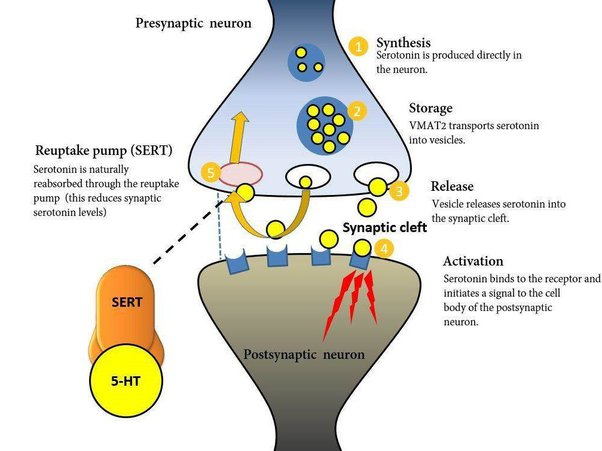 Presynaptic neuron
1
Synthesis
Serotonin is produced directly in
the neuron.
2
Storage
VMAT2 transports serotonin
into vesicles.
Reuptake pump (SERT)
Serotonin is naturally
reabsorbed through the reuptake
pump (this reduces synaptic
serotonin levels)
5
3
Release
Vesicle releases serotonin into
the synaptic cleft.
Synaptic cleft
4
Activation
Serotonin binds to the receptor and
initiates a signal to the cell
body of the postsynaptic
neuron.
SERT
5-HT
Postsynaptic neuron